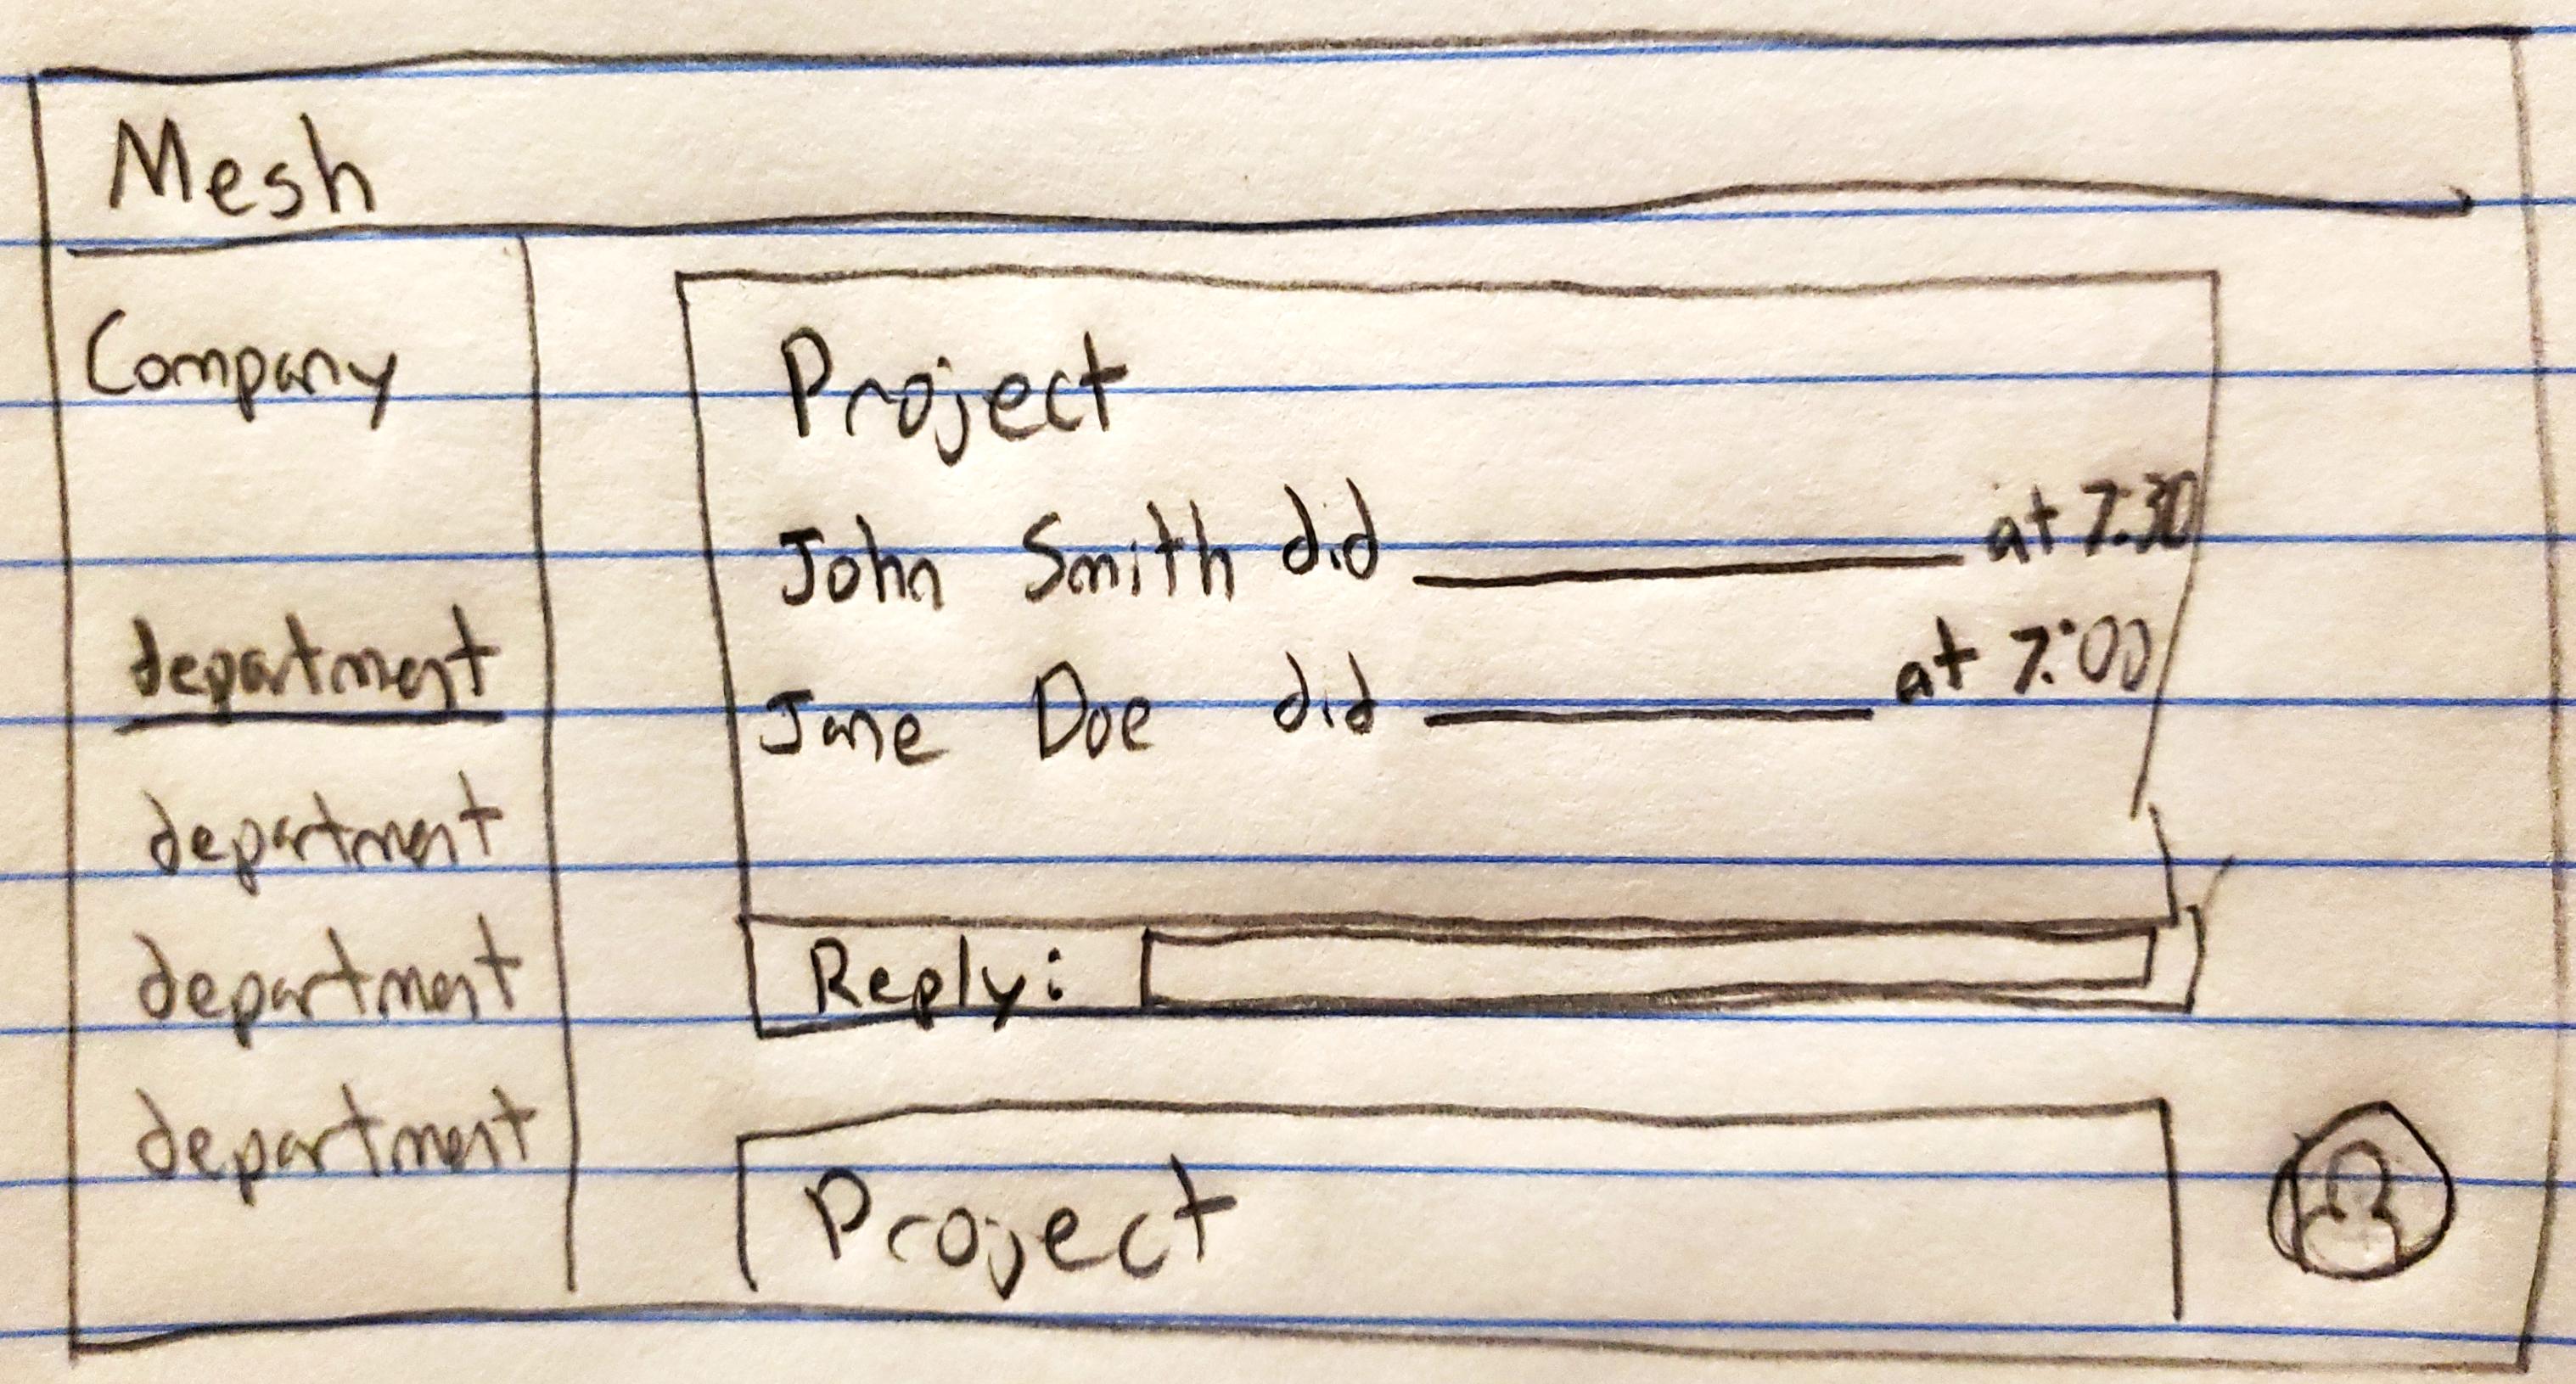 Mesh
Company
department
department
department
department
Project
John Smith did ________ at 7:30
Jane Doe did ________ at 7:00
Reply:
Project